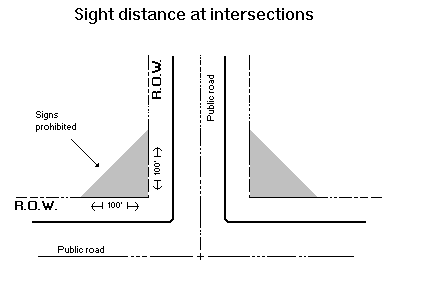 Sight distance at intersections
R.O.W.
Public road
Signs
prohibited
100'
100'
R.O.W.
Public road